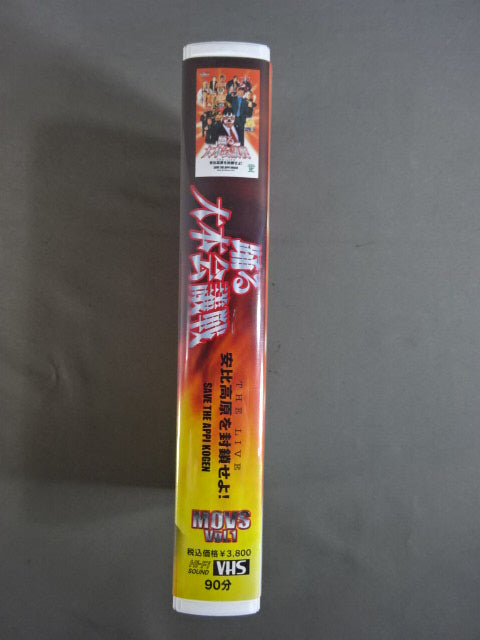 踊る
大木会議戦
THE LIVE
安比高原を封鎖せよ!
SAVE THE APPI KOGEN
MOVS
VOL.1
税込価格¥3,800
Hi-Fi
SOUND
VHS
90分